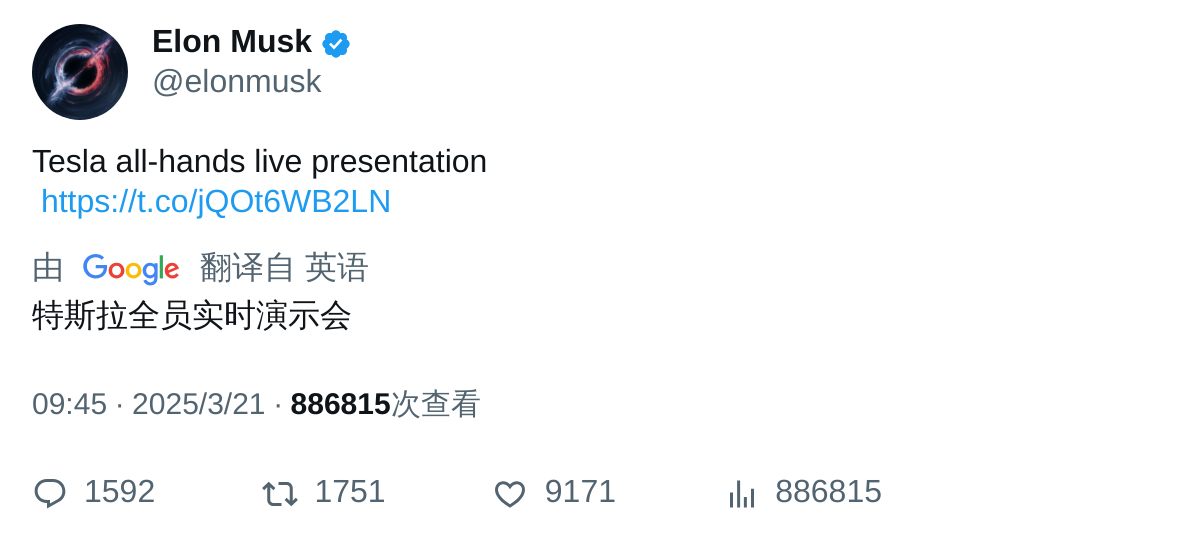 Elon Musk
@elonmusk
Tesla all-hands live presentation
https://t.co/jQOt6WB2LN
由 Google 翻译自 英语
特斯拉全员实时演示会
09:45 · 2025/3/21 · 886815次查看
1592 1751 9171 886815